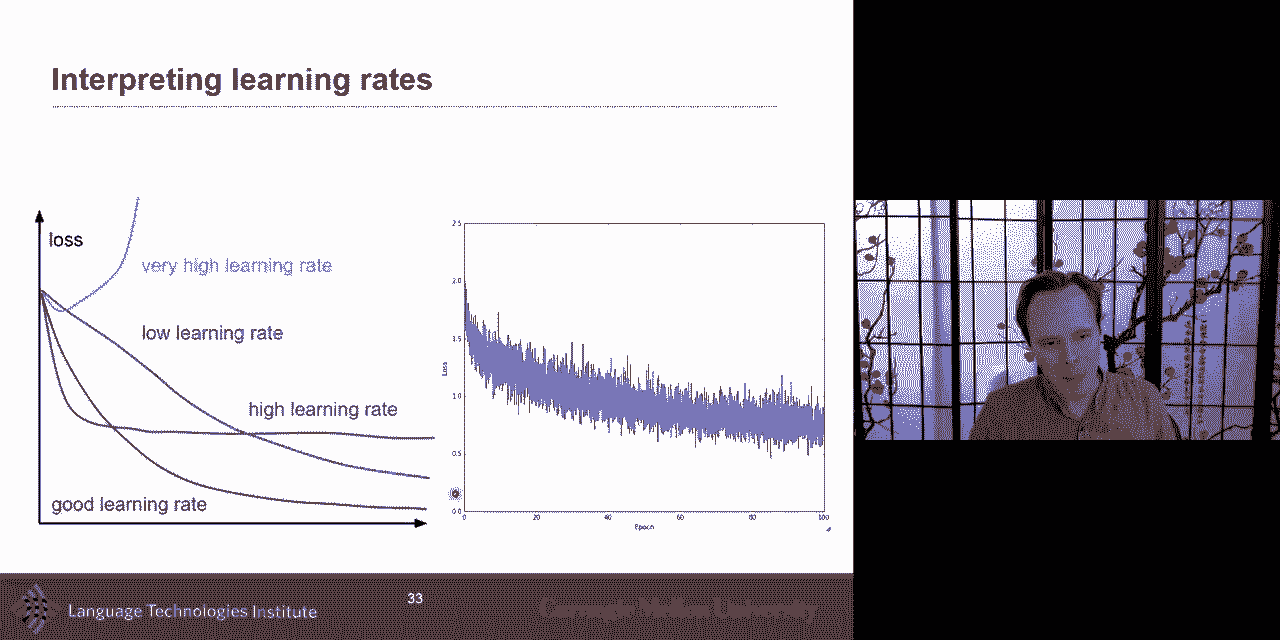 Interpreting learning rates
loss
very high learning rate
low learning rate
high learning rate
good learning rate
2.5
2.0
1.5
1.0
0.5
0.0
Loss
0
20
40
60
80
100
Epoch
Language Technologies Institute
33
Carnegie Mellon University